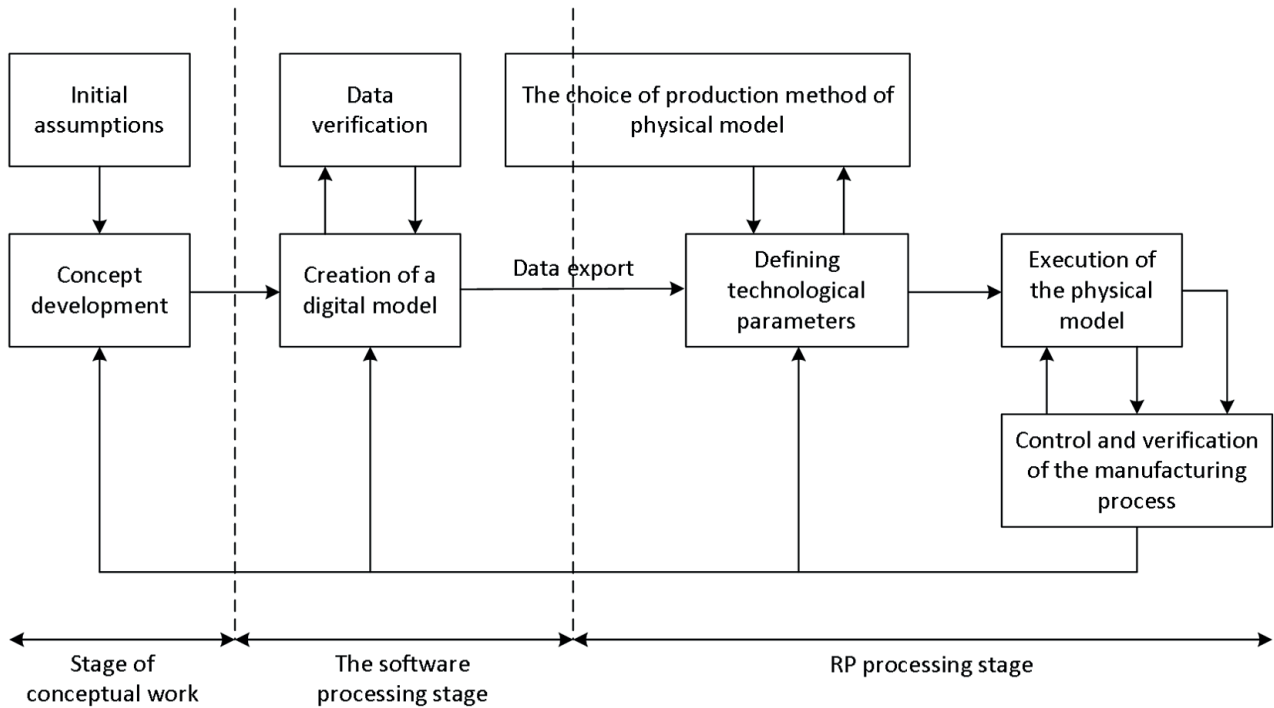 Initial
assumptions
Data
verification
The choice of production method of
physical model
Concept
development
Creation of a
digital model
Data export
Defining
technological
parameters
Execution of
the physical
model
Control and verification
of the manufacturing
process
Stage of
conceptual work
The software
processing stage
RP processing stage